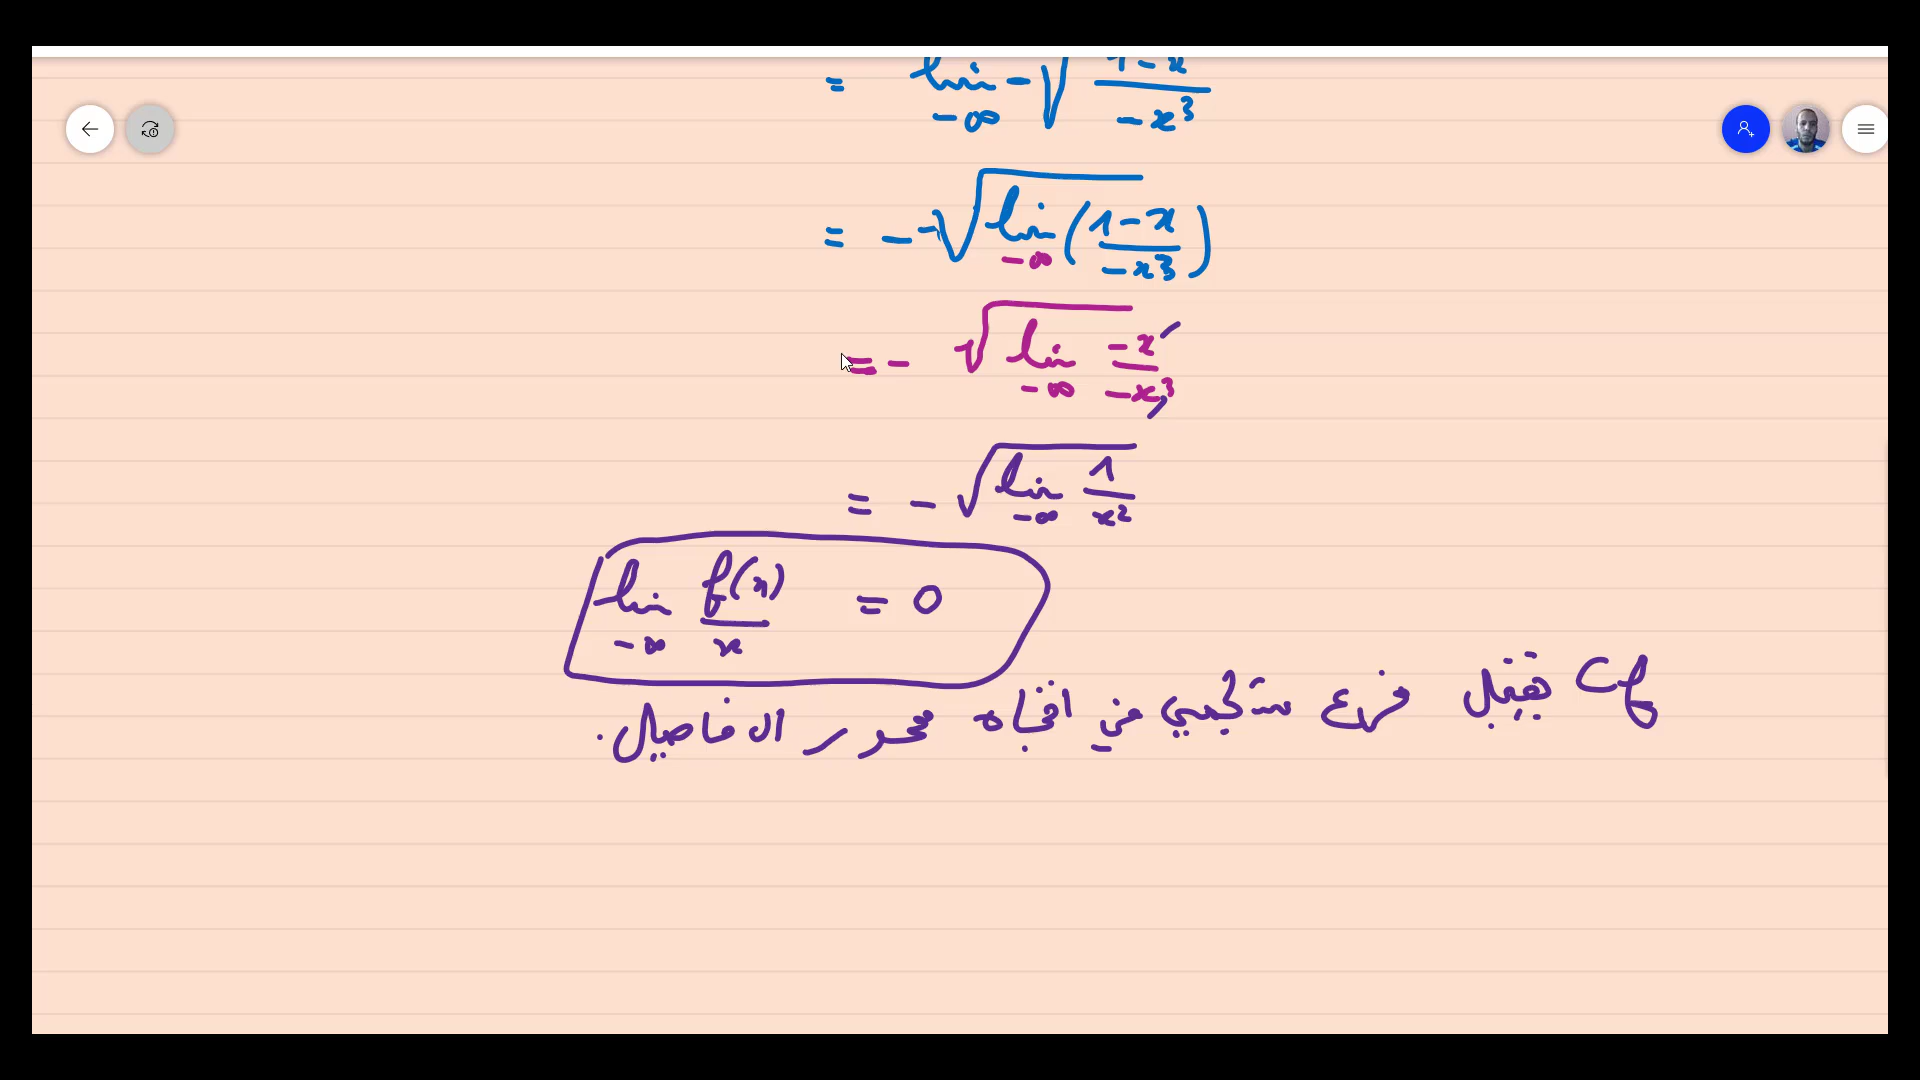 = lim -∞ -√((1-x)/(-x³))
= -√(lim -∞ ((1-x)/(-x³)))
= -√(lim -∞ (-x)/(-x³))
= -√(lim -∞ 1/x²)
lim -∞ f(x)/x = 0
Cf تقبل فرع شلجمي في اتجاه محور الفاصيل.